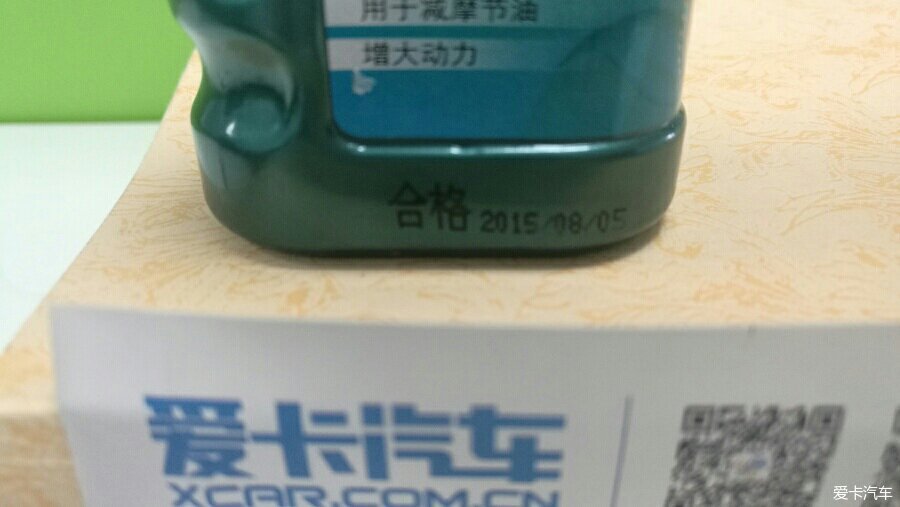 用于减摩节油
增大动力
合格 2015/08/05
爱卡汽车
XCAR.COM.CN
爱卡汽车